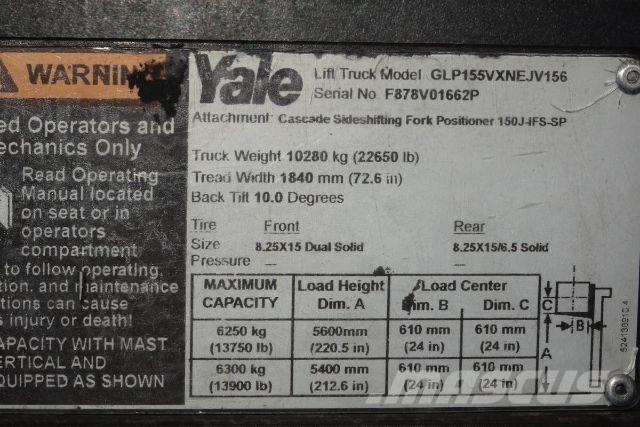 WARNING
ed Operators and
echanics Only
Read Operating
Manual located
on seat or in
operators
compartment
e to follow operating,
tion, and maintenance
tions can cause
s injury or death!
APACITY WITH MAST
ERTICAL AND
QUIPPED AS SHOWN
Yale
Lift Truck Model GLP155VXNEJV156
Serial No. F878V01662P
Attachment: Cascade Sideshifting Fork Positioner 150J-IFS-SP
Truck Weight 10280 kg (22650 lb)
Tread Width 1840 mm (72.6 in)
Back Tilt 10.0 Degrees
Tire Front Rear
Size 8.25X15 Dual Solid 8.25X15/6.5 Solid
Pressure — —
MAXIMUM CAPACITY Load Height Dim. A Load Center
Dim. B Dim. C
6250 kg 5600mm 610 mm 610 mm
(13750 lb) (220.5 in) (24 in) (24 in)
6300 kg 5400 mm 610 mm 610 mm
(13900 lb) (212.6 in) (24 in) (24 in)
C
B
A
MASCUS